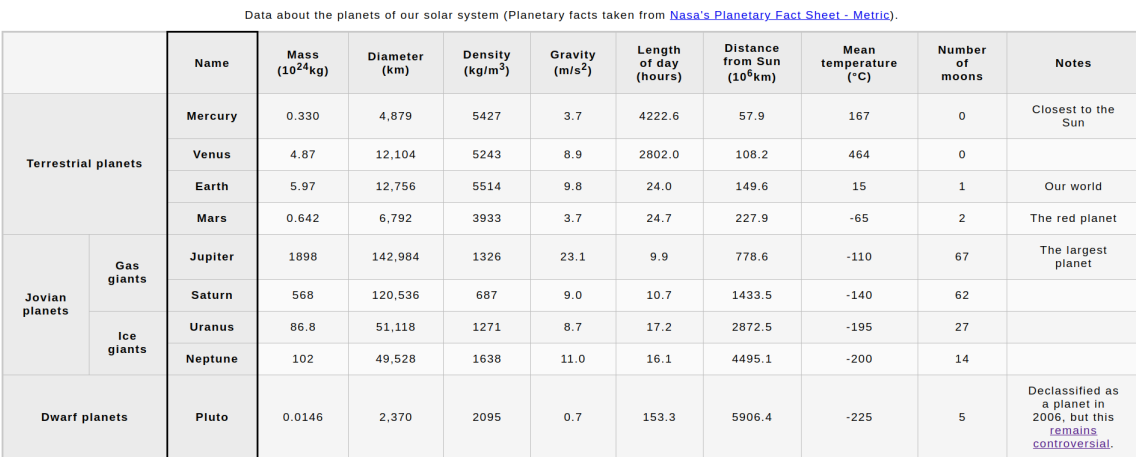 Data about the planets of our solar system (Planetary facts taken from Nasa's Planetary Fact Sheet - Metric).
Name Mass (10²⁴kg) Diameter (km) Density (kg/m³) Gravity (m/s²) Length of day (hours) Distance from Sun (10⁶km) Mean temperature (°C) Number of moons Notes
Terrestrial planets Mercury 0.330 4,879 5427 3.7 4222.6 57.9 167 0 Closest to the Sun
Venus 4.87 12,104 5243 8.9 2802.0 108.2 464 0
Earth 5.97 12,756 5514 9.8 24.0 149.6 15 1 Our world
Mars 0.642 6,792 3933 3.7 24.7 227.9 -65 2 The red planet
Jovian planets Gas giants Jupiter 1898 142,984 1326 23.1 9.9 778.6 -110 67 The largest planet
Saturn 568 120,536 687 9.0 10.7 1433.5 -140 62
Ice giants Uranus 86.8 51,118 1271 8.7 17.2 2872.5 -195 27
Neptune 102 49,528 1638 11.0 16.1 4495.1 -200 14
Dwarf planets Pluto 0.0146 2,370 2095 0.7 153.3 5906.4 -225 5 Declassified as a planet in 2006, but this remains controversial.